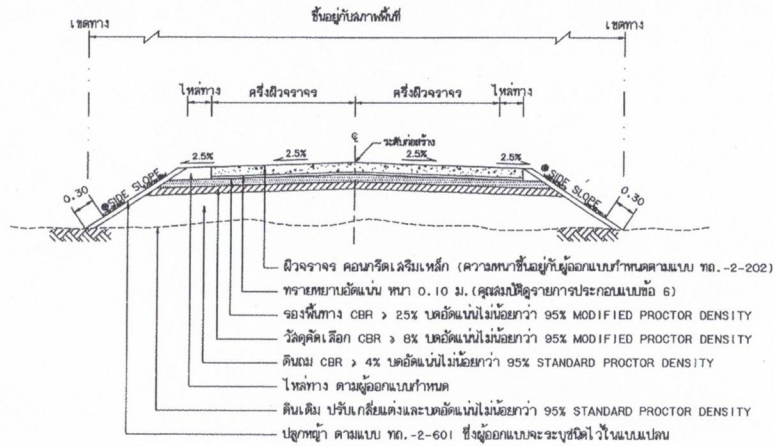 ขึ้นอยู่กับสภาพพื้นที่
เขตทาง
เขตทาง
ไหล่ทาง
ครึ่งผิวจราจร
ครึ่งผิวจราจร
ไหล่ทาง
℄
ระดับก่อสร้าง
2.5%
2.5%
2.5%
2.5%
SIDE SLOPE
SIDE SLOPE
0.30
0.30
ผิวจราจร คอนกรีตเสริมเหล็ก (ความหนาขึ้นอยู่กับผู้ออกแบบกำหนดตามแบบ ทถ.-2-202)
ทรายหยาบอัดแน่น หนา 0.10 ม.(คุณสมบัติดูรายการประกอบแบบข้อ 6)
รองพื้นทาง CBR > 25% บดอัดแน่นไม่น้อยกว่า 95% MODIFIED PROCTOR DENSITY
วัสดุคัดเลือก CBR > 8% บดอัดแน่นไม่น้อยกว่า 95% MODIFIED PROCTOR DENSITY
ดินถม CBR > 4% บดอัดแน่นไม่น้อยกว่า 95% STANDARD PROCTOR DENSITY
ไหล่ทาง ตามผู้ออกแบบกำหนด
ดินเดิม ปรับเกลี่ยแต่งและบดอัดแน่นไม่น้อยกว่า 95% STANDARD PROCTOR DENSITY
ปลูกหญ้า ตามแบบ ทถ.-2-601 ซึ่งผู้ออกแบบจะระบุชนิดไว้ในแบบแปลน